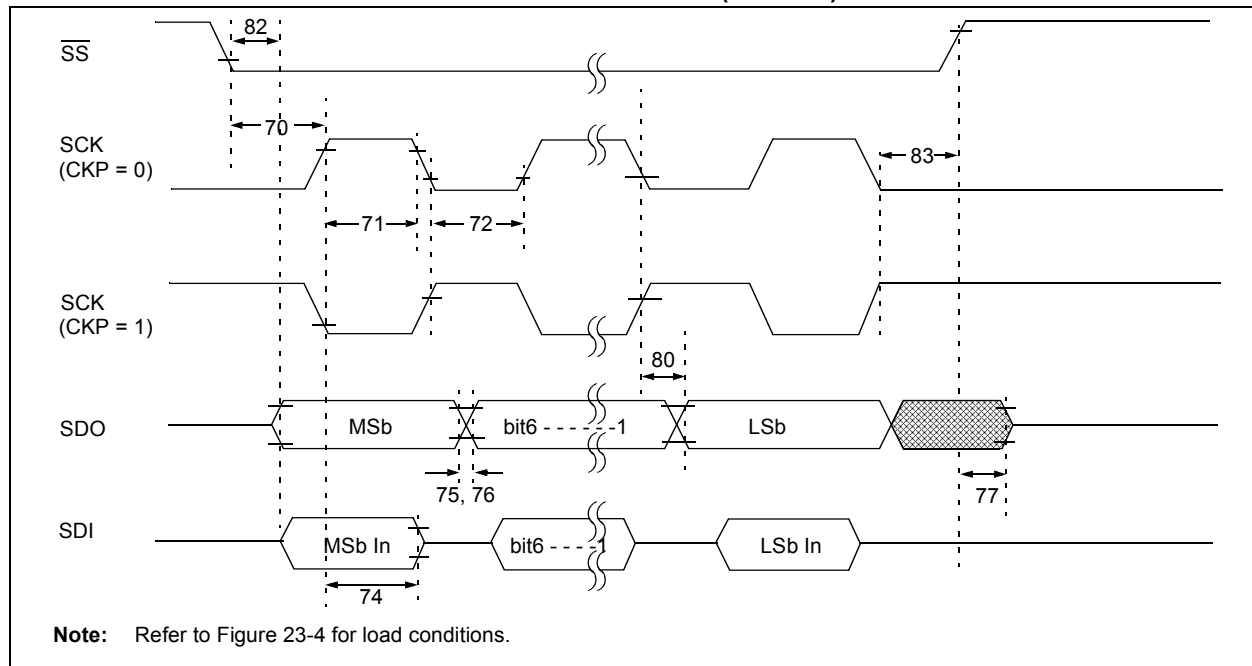 82
SS
70
SCK
(CKP = 0)
83
71
72
SCK
(CKP = 1)
80
SDO
MSb
bit6 - - - - - -1
LSb
75, 76
77
SDI
MSb In
bit6 - - - -1
LSb In
74
Note: Refer to Figure 23-4 for load conditions.